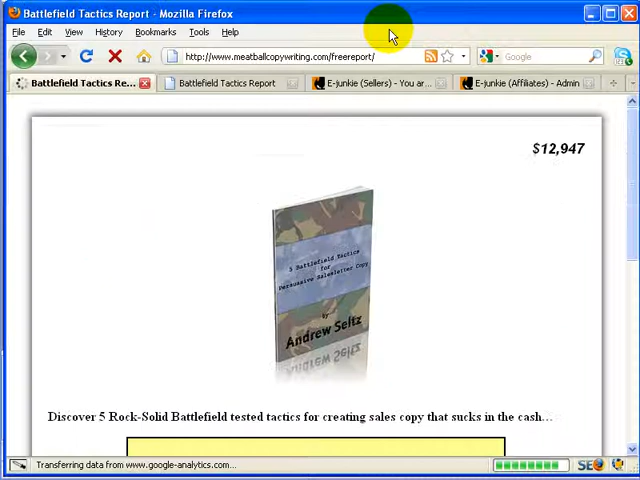 Battlefield Tactics Report - Mozilla Firefox
File Edit View History Bookmarks Tools Help
http://www.meatballcopywriting.com/freereport/
Google
Battlefield Tactics Re...
Battlefield Tactics Report
E-junkie (Sellers) - You ar...
E-junkie (Affiliates) - Admin
$12,947
5 Battlefield Tactics
for
Persuasive Salesletter Copy
by
Andrew Seltz
Andrew Seltz
Discover 5 Rock-Solid Battlefield tested tactics for creating sales copy that sucks in the cash...
Transferring data from www.google-analytics.com...
SEO